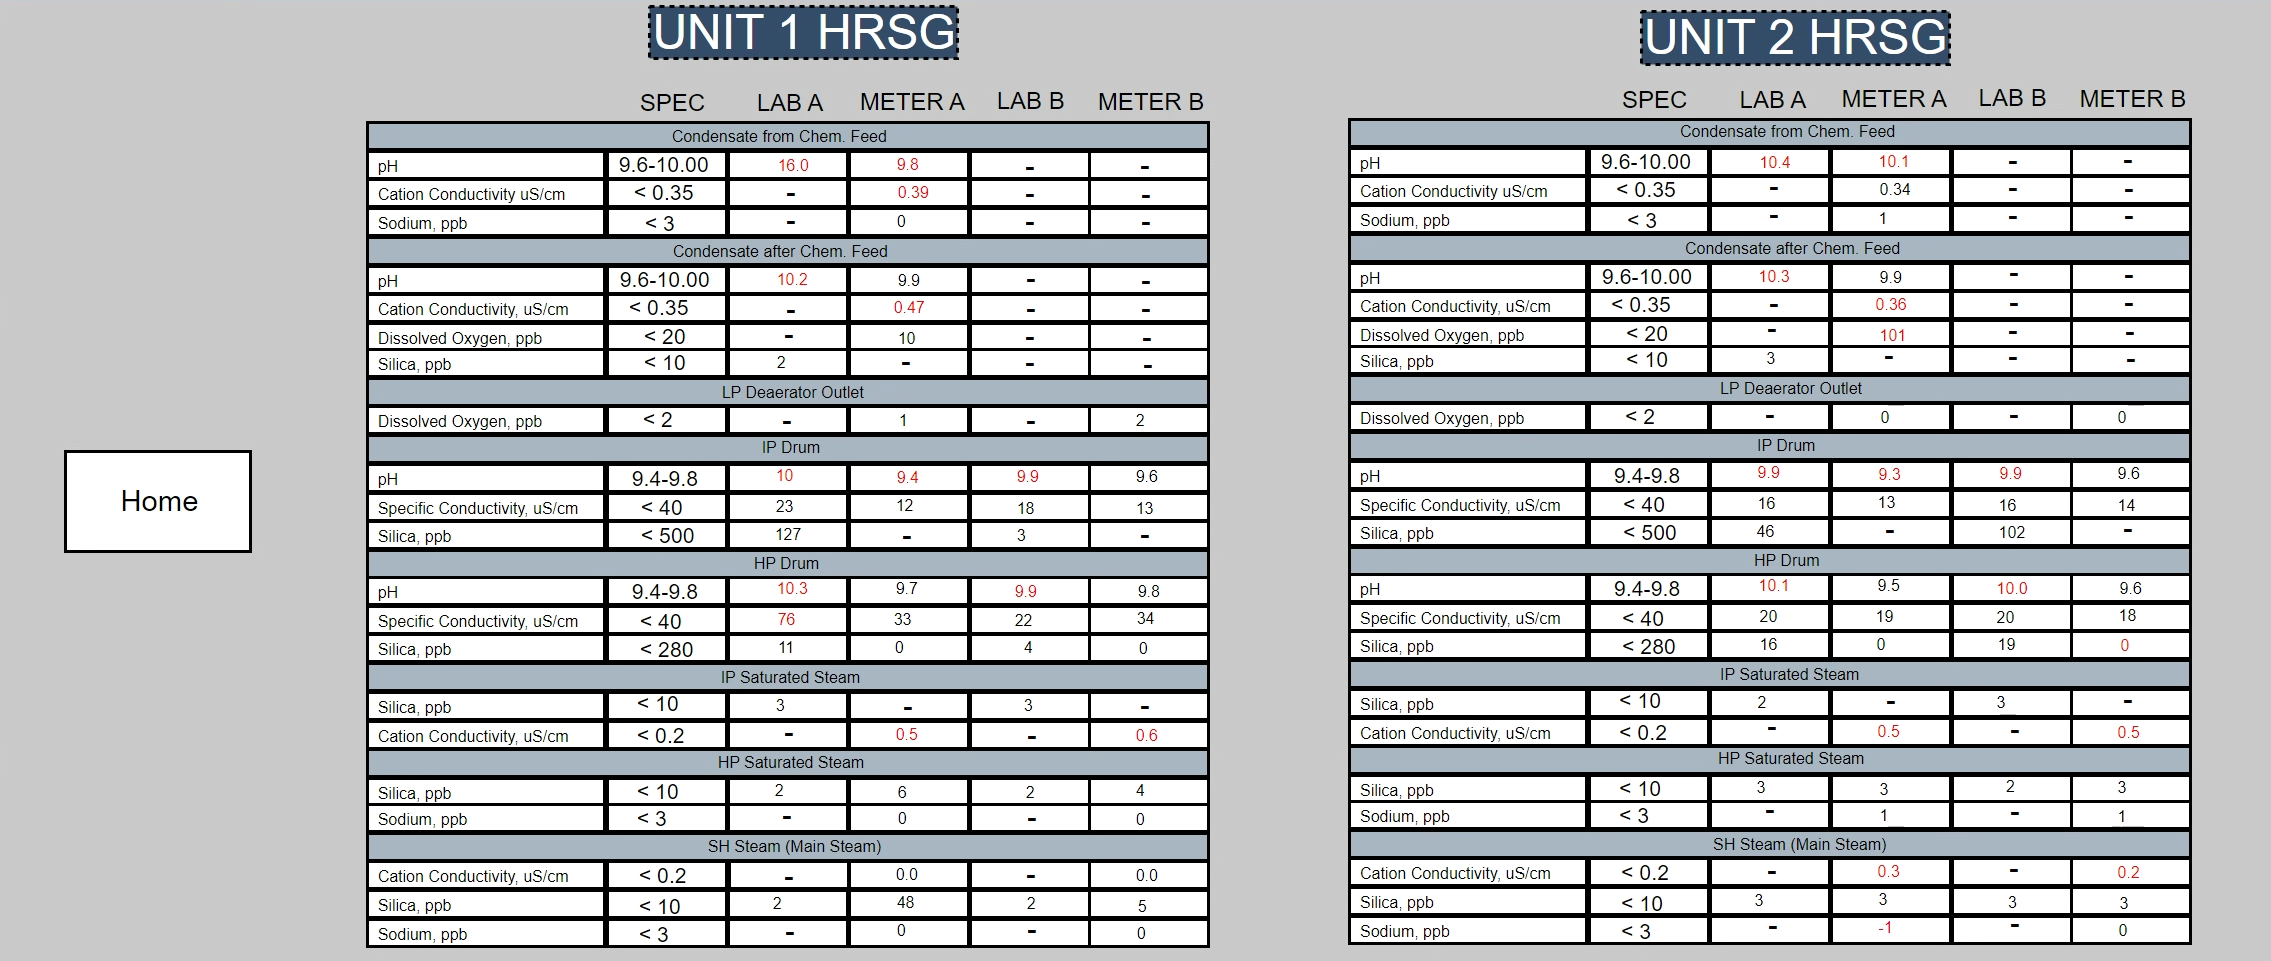 UNIT 1 HRSG
SPEC LAB A METER A LAB B METER B
Condensate from Chem. Feed
pH 9.6-10.00 16.0 9.8 - -
Cation Conductivity uS/cm < 0.35 - 0.39 - -
Sodium, ppb < 3 - 0 - -
Condensate after Chem. Feed
pH 9.6-10.00 10.2 9.9 - -
Cation Conductivity, uS/cm < 0.35 - 0.47 - -
Dissolved Oxygen, ppb < 20 - 10 - -
Silica, ppb < 10 2 - - -
LP Deaerator Outlet
Dissolved Oxygen, ppb < 2 - 1 - 2
IP Drum
pH 9.4-9.8 10 9.4 9.9 9.6
Specific Conductivity, uS/cm < 40 23 12 18 13
Silica, ppb < 500 127 - 3 -
HP Drum
pH 9.4-9.8 10.3 9.7 9.9 9.8
Specific Conductivity, uS/cm < 40 76 33 22 34
Silica, ppb < 280 11 0 4 0
IP Saturated Steam
Silica, ppb < 10 3 - 3 -
Cation Conductivity, uS/cm < 0.2 - 0.5 - 0.6
HP Saturated Steam
Silica, ppb < 10 2 6 2 4
Sodium, ppb < 3 - 0 - 0
SH Steam (Main Steam)
Cation Conductivity, uS/cm < 0.2 - 0.0 - 0.0
Silica, ppb < 10 2 48 2 5
Sodium, ppb < 3 - 0 - 0
Home
UNIT 2 HRSG
SPEC LAB A METER A LAB B METER B
Condensate from Chem. Feed
pH 9.6-10.00 10.4 10.1 - -
Cation Conductivity uS/cm < 0.35 - 0.34 - -
Sodium, ppb < 3 - 1 - -
Condensate after Chem. Feed
pH 9.6-10.00 10.3 9.9 - -
Cation Conductivity, uS/cm < 0.35 - 0.36 - -
Dissolved Oxygen, ppb < 20 - 101 - -
Silica, ppb < 10 3 - - -
LP Deaerator Outlet
Dissolved Oxygen, ppb < 2 - 0 - 0
IP Drum
pH 9.4-9.8 9.9 9.3 9.9 9.6
Specific Conductivity, uS/cm < 40 16 13 16 14
Silica, ppb < 500 46 - 102 -
HP Drum
pH 9.4-9.8 10.1 9.5 10.0 9.6
Specific Conductivity, uS/cm < 40 20 19 20 18
Silica, ppb < 280 16 0 19 0
IP Saturated Steam
Silica, ppb < 10 2 - 3 -
Cation Conductivity, uS/cm < 0.2 - 0.5 - 0.5
HP Saturated Steam
Silica, ppb < 10 3 3 2 3
Sodium, ppb < 3 - 1 - 1
SH Steam (Main Steam)
Cation Conductivity, uS/cm < 0.2 - 0.3 - 0.2
Silica, ppb < 10 3 3 3 3
Sodium, ppb < 3 - -1 - 0